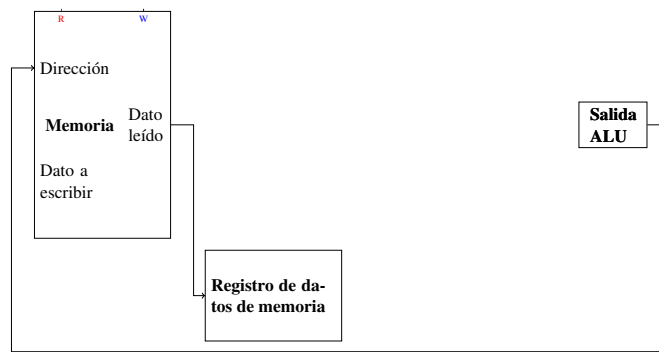 R
W
Dirección
Memoria
Dato
leído
Dato a
escribir
Salida
ALU
Registro de da-
tos de memoria